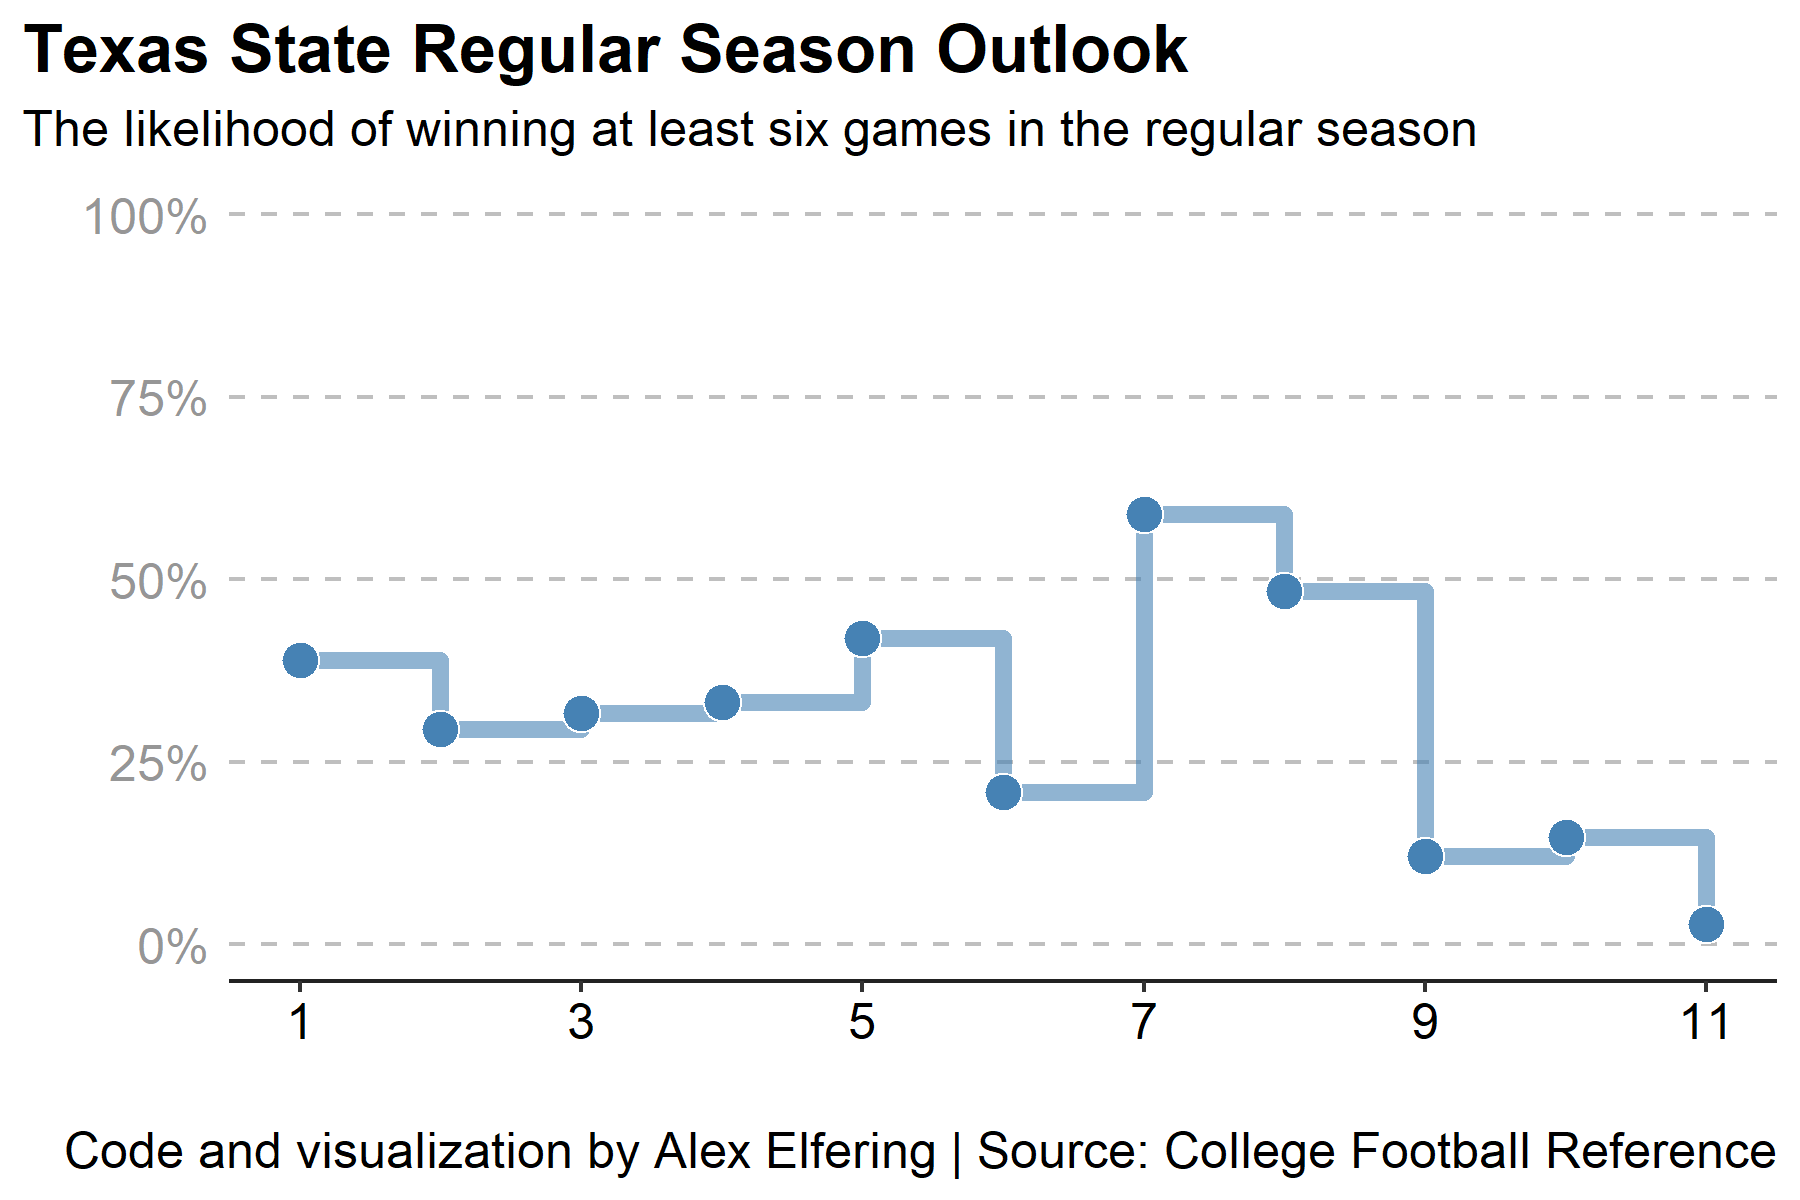 Texas State Regular Season Outlook
The likelihood of winning at least six games in the regular season
100%
75%
50%
25%
0%
1 3 5 7 9 11
Code and visualization by Alex Elfering | Source: College Football Reference